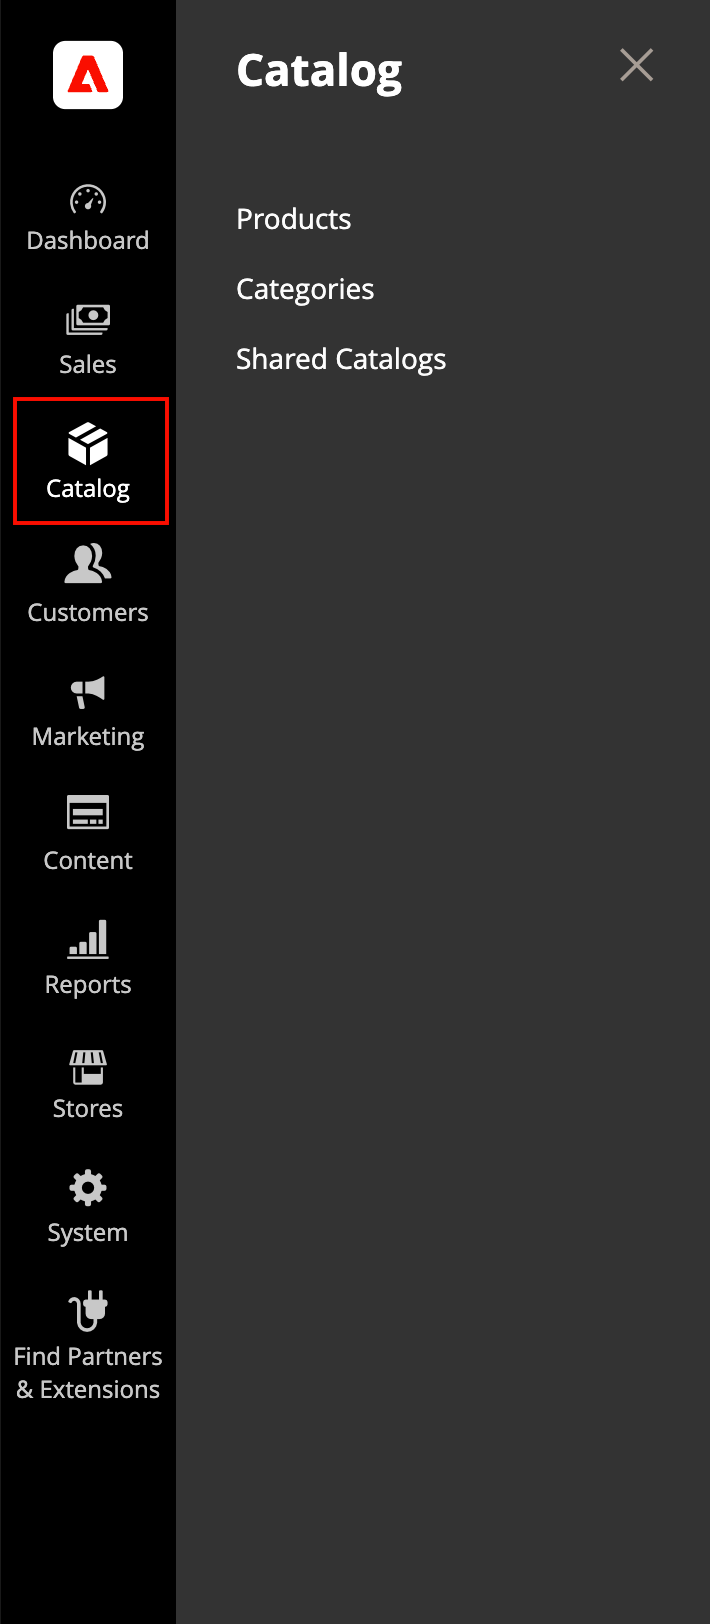 Catalog
Products
Categories
Shared Catalogs
Dashboard
Sales
Catalog
Customers
Marketing
Content
Reports
Stores
System
Find Partners
& Extensions